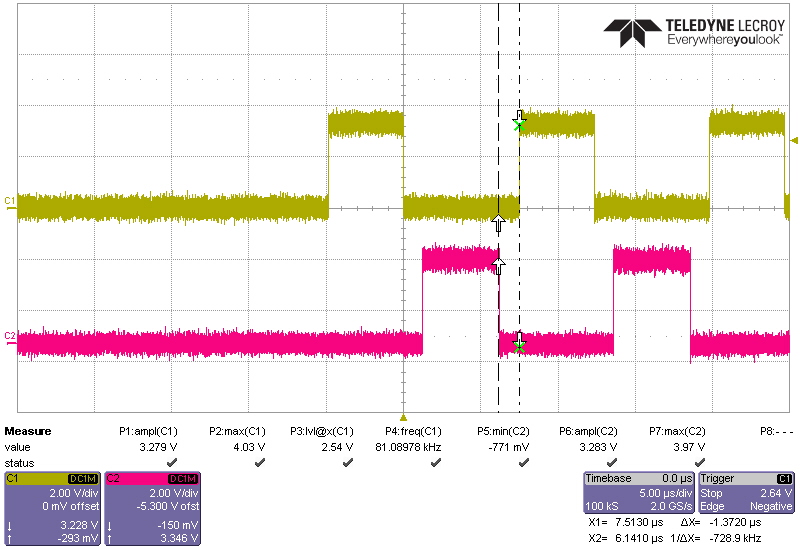 TELEDYNE LECROY
Everywhereyoulook™
C1
C2
Measure P1:ampl(C1) P2:max(C1) P3:lvl@x(C1) P4:freq(C1) P5:min(C2) P6:ampl(C2) P7:max(C2) P8:- - -
value 3.279 V 4.03 V 2.54 V 81.08978 kHz -771 mV 3.283 V 3.97 V
status
C1 DC1M
2.00 V/div
0 mV offset
↓ 3.228 V
↑ -293 mV
C2 DC1M
2.00 V/div
-5.300 V ofst
↓ -150 mV
↑ 3.346 V
Timebase 0.0 µs
5.00 µs/div
100 kS 2.0 GS/s
Trigger C1
Stop 2.64 V
Edge Negative
X1= 7.5130 µs ΔX= -1.3720 µs
X2= 6.1410 µs 1/ΔX= -728.9 kHz